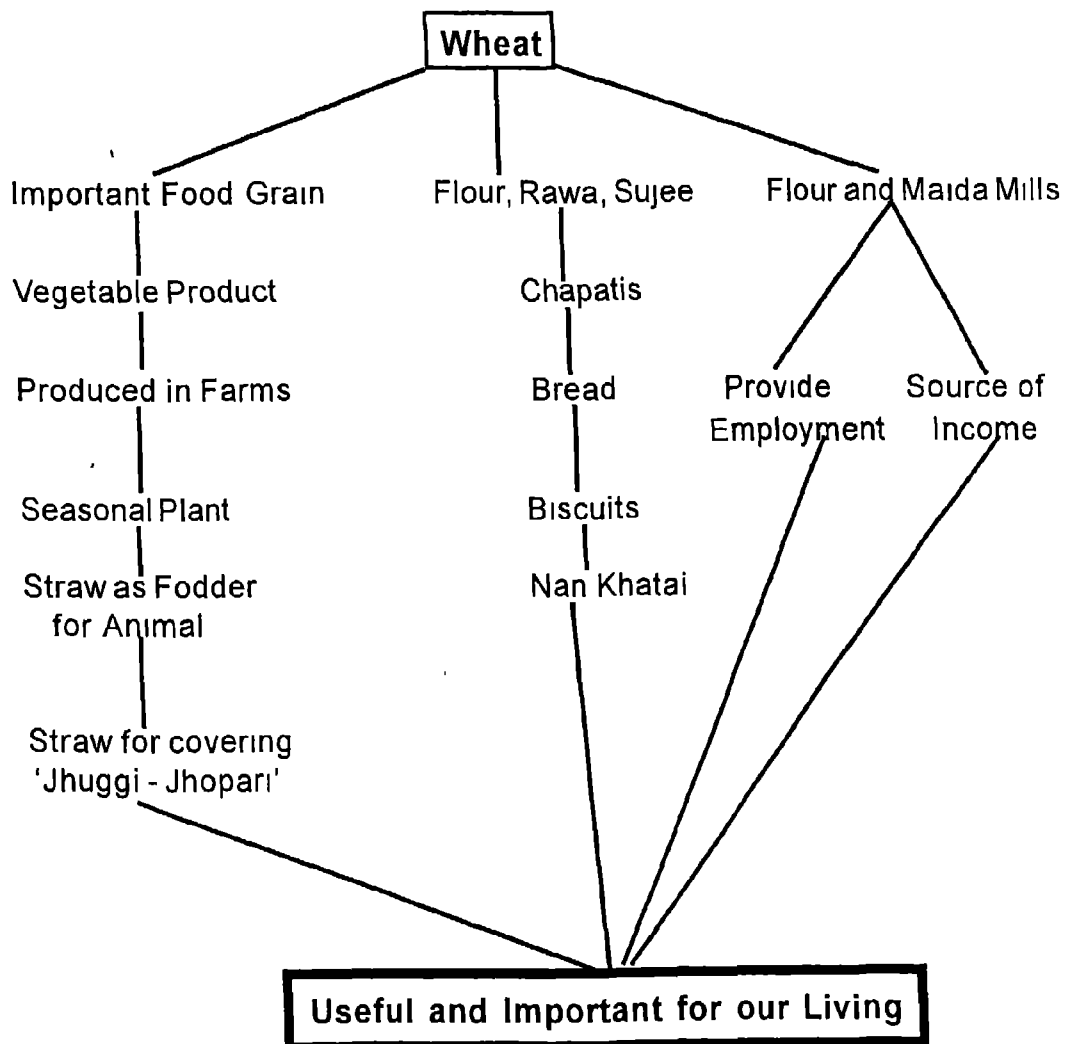 Wheat
Important Food Grain
Flour, Rawa, Sujee
Flour and Maida Mills
Vegetable Product
Chapatis
Produced in Farms
Bread
Provide
Employment
Source of
Income
Seasonal Plant
Biscuits
Straw as Fodder
for Animal
Nan Khatai
Straw for covering
'Jhuggi - Jhopari'
Useful and Important for our Living